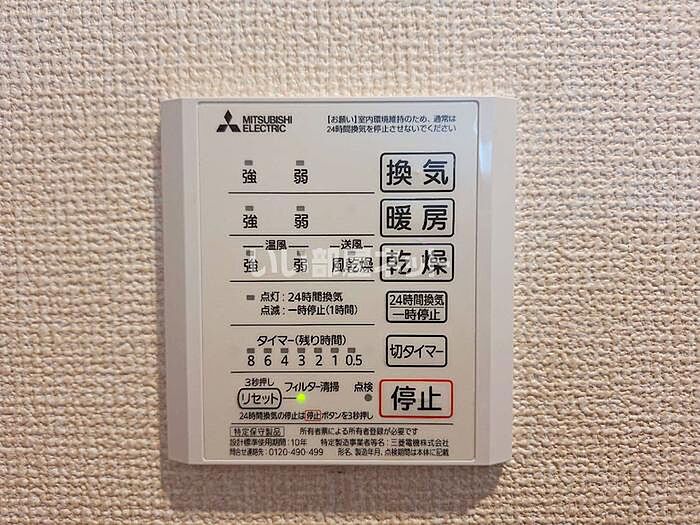 MITSUBISHI
ELECTRIC
【お願い】室内環境維持のため、通常は
24時間換気を停止させないでください
強 弱 換気
強 弱 暖房
温風 送風
強 弱 風乾燥 乾燥
点灯:24時間換気
点滅:一時停止(1時間)
24時間換気
一時停止
タイマー(残り時間)
8 6 4 3 2 1 0.5
切タイマー
3秒押し
リセット フィルター清掃 点検
停止
24時間換気の停止は停止ボタンを3秒押し
特定保守製品 所有者票による所有者登録が必要です
設計標準使用期間:10年 特定製造事業者等名:三菱電機株式会社
問合せ連絡先:0120-490-499 形名、製造年月、点検期間は本体に記載
いい部屋ネット